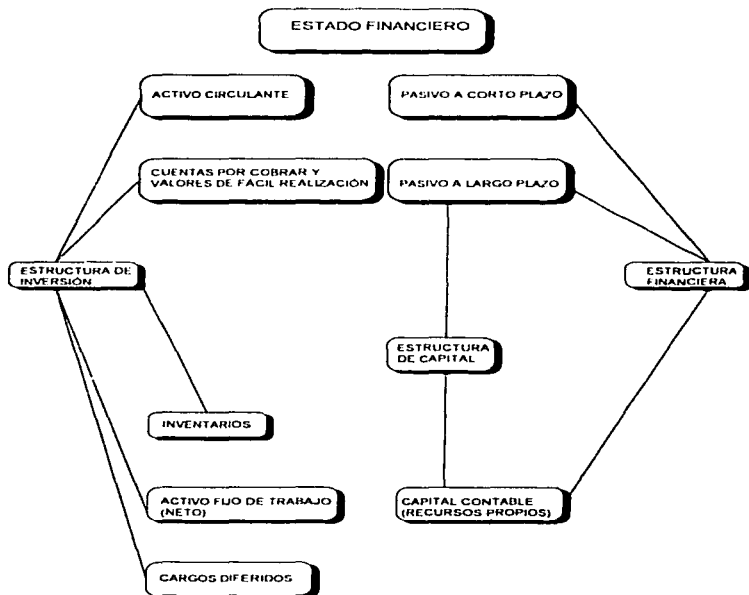 ESTADO FINANCIERO
ACTIVO CIRCULANTE
PASIVO A CORTO PLAZO
CUENTAS POR COBRAR Y
VALORES DE FÁCIL REALIZACIÓN
PASIVO A LARGO PLAZO
ESTRUCTURA DE
INVERSIÓN
ESTRUCTURA
FINANCIERA
ESTRUCTURA
DE CAPITAL
INVENTARIOS
ACTIVO FIJO DE TRABAJO
(NETO)
CAPITAL CONTABLE
(RECURSOS PROPIOS)
CARGOS DIFERIDOS